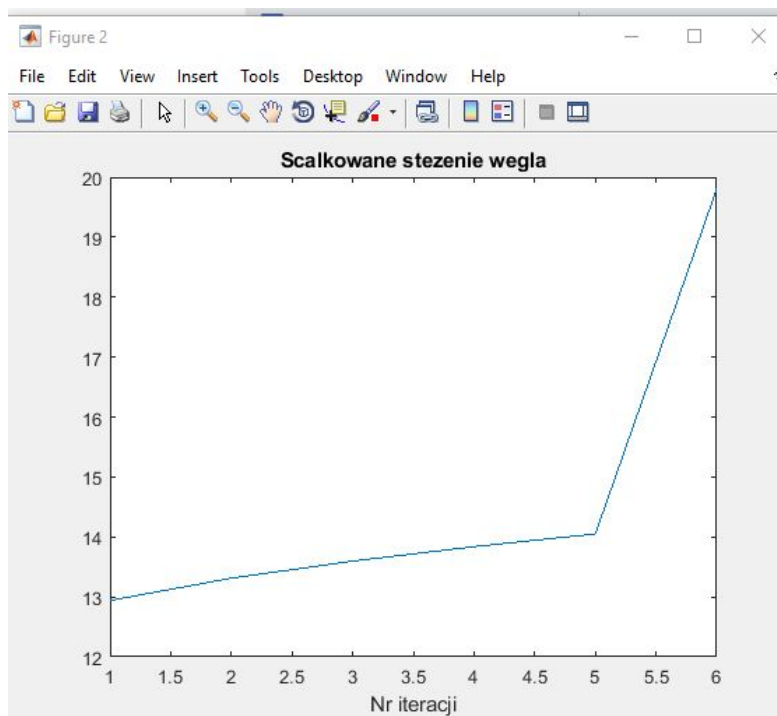 Figure 2
File Edit View Insert Tools Desktop Window Help
Scalkowane stezenie wegla
20
19
18
17
16
15
14
13
12
1 1.5 2 2.5 3 3.5 4 4.5 5 5.5 6
Nr iteracji